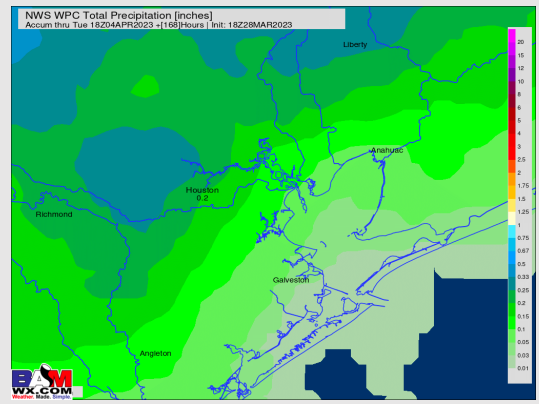 NWS WPC Total Precipitation [inches]
Accum thru Tue 18Z04APR2023 +[168]Hours | Init: 18Z28MAR2023
Liberty
Anahuac
Houston
0.2
Richmond
Galveston
Angleton
20
15
12
10
8
6
5
4
3
2.5
2
1.75
1.5
1.25
1
0.75
0.67
0.5
0.33
0.25
0.2
0.15
0.1
0.05
0.03
0.01
BAM
WX.COM
Weather. Made. Simple.